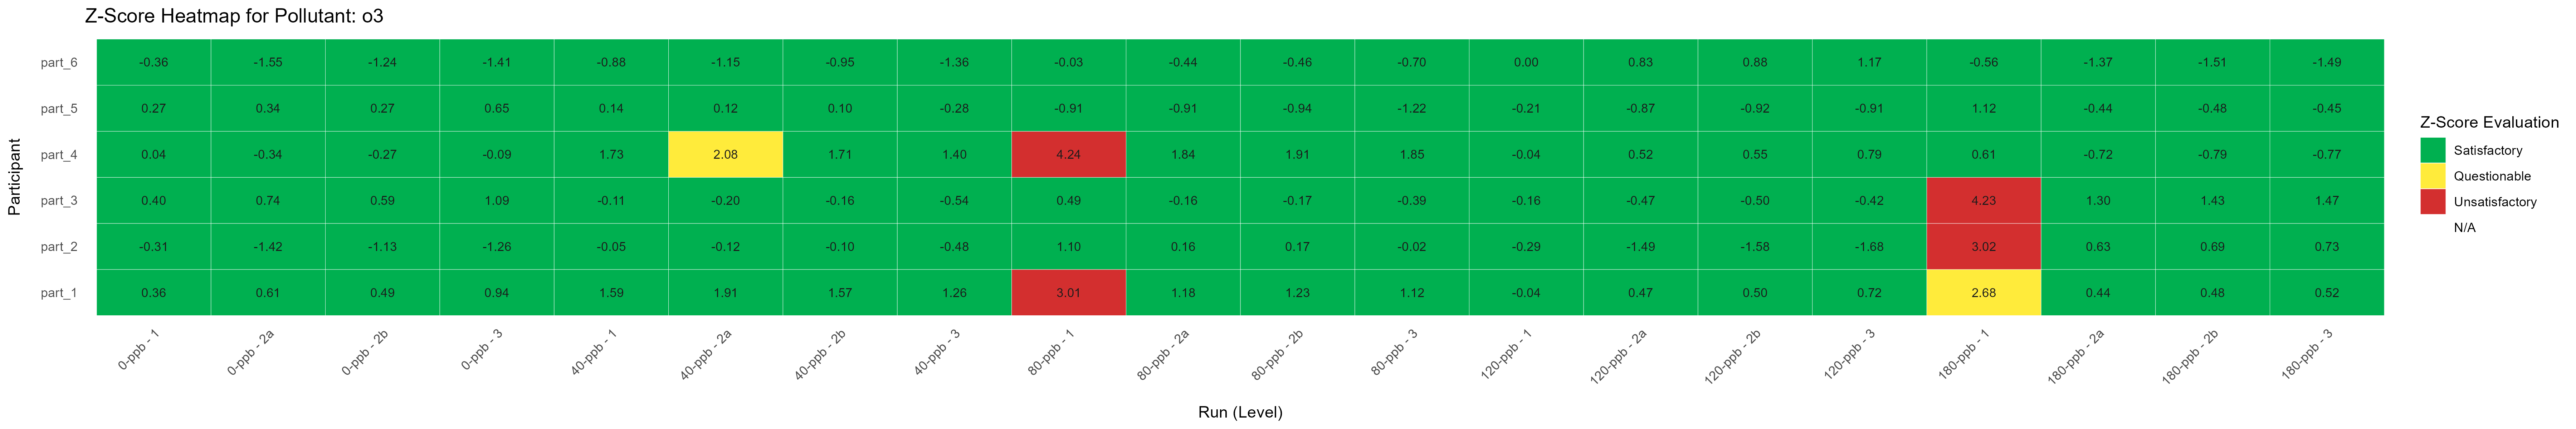 Z-Score Heatmap for Pollutant: o3
part_6 -0.36 -1.55 -1.24 -1.41 -0.88 -1.15 -0.95 -1.36 -0.03 -0.44 -0.46 -0.70 0.00 0.83 0.88 1.17 -0.56 -1.37 -1.51 -1.49
part_5 0.27 0.34 0.27 0.65 0.14 0.12 0.10 -0.28 -0.91 -0.91 -0.94 -1.22 -0.21 -0.87 -0.92 -0.91 1.12 -0.44 -0.48 -0.45
part_4 0.04 -0.34 -0.27 -0.09 1.73 2.08 1.71 1.40 4.24 1.84 1.91 1.85 -0.04 0.52 0.55 0.79 0.61 -0.72 -0.79 -0.77
part_3 0.40 0.74 0.59 1.09 -0.11 -0.20 -0.16 -0.54 0.49 -0.16 -0.17 -0.39 -0.16 -0.47 -0.50 -0.42 4.23 1.30 1.43 1.47
part_2 -0.31 -1.42 -1.13 -1.26 -0.05 -0.12 -0.10 -0.48 1.10 0.16 0.17 -0.02 -0.29 -1.49 -1.58 -1.68 3.02 0.63 0.69 0.73
part_1 0.36 0.61 0.49 0.94 1.59 1.91 1.57 1.26 3.01 1.18 1.23 1.12 -0.04 0.47 0.50 0.72 2.68 0.44 0.48 0.52
0-ppb - 1 0-ppb - 2a 0-ppb - 2b 0-ppb - 3 40-ppb - 1 40-ppb - 2a 40-ppb - 2b 40-ppb - 3 80-ppb - 1 80-ppb - 2a 80-ppb - 2b 80-ppb - 3 120-ppb - 1 120-ppb - 2a 120-ppb - 2b 120-ppb - 3 180-ppb - 1 180-ppb - 2a 180-ppb - 2b 180-ppb - 3
Run (Level)
Participant
Z-Score Evaluation
Satisfactory
Questionable
Unsatisfactory
N/A